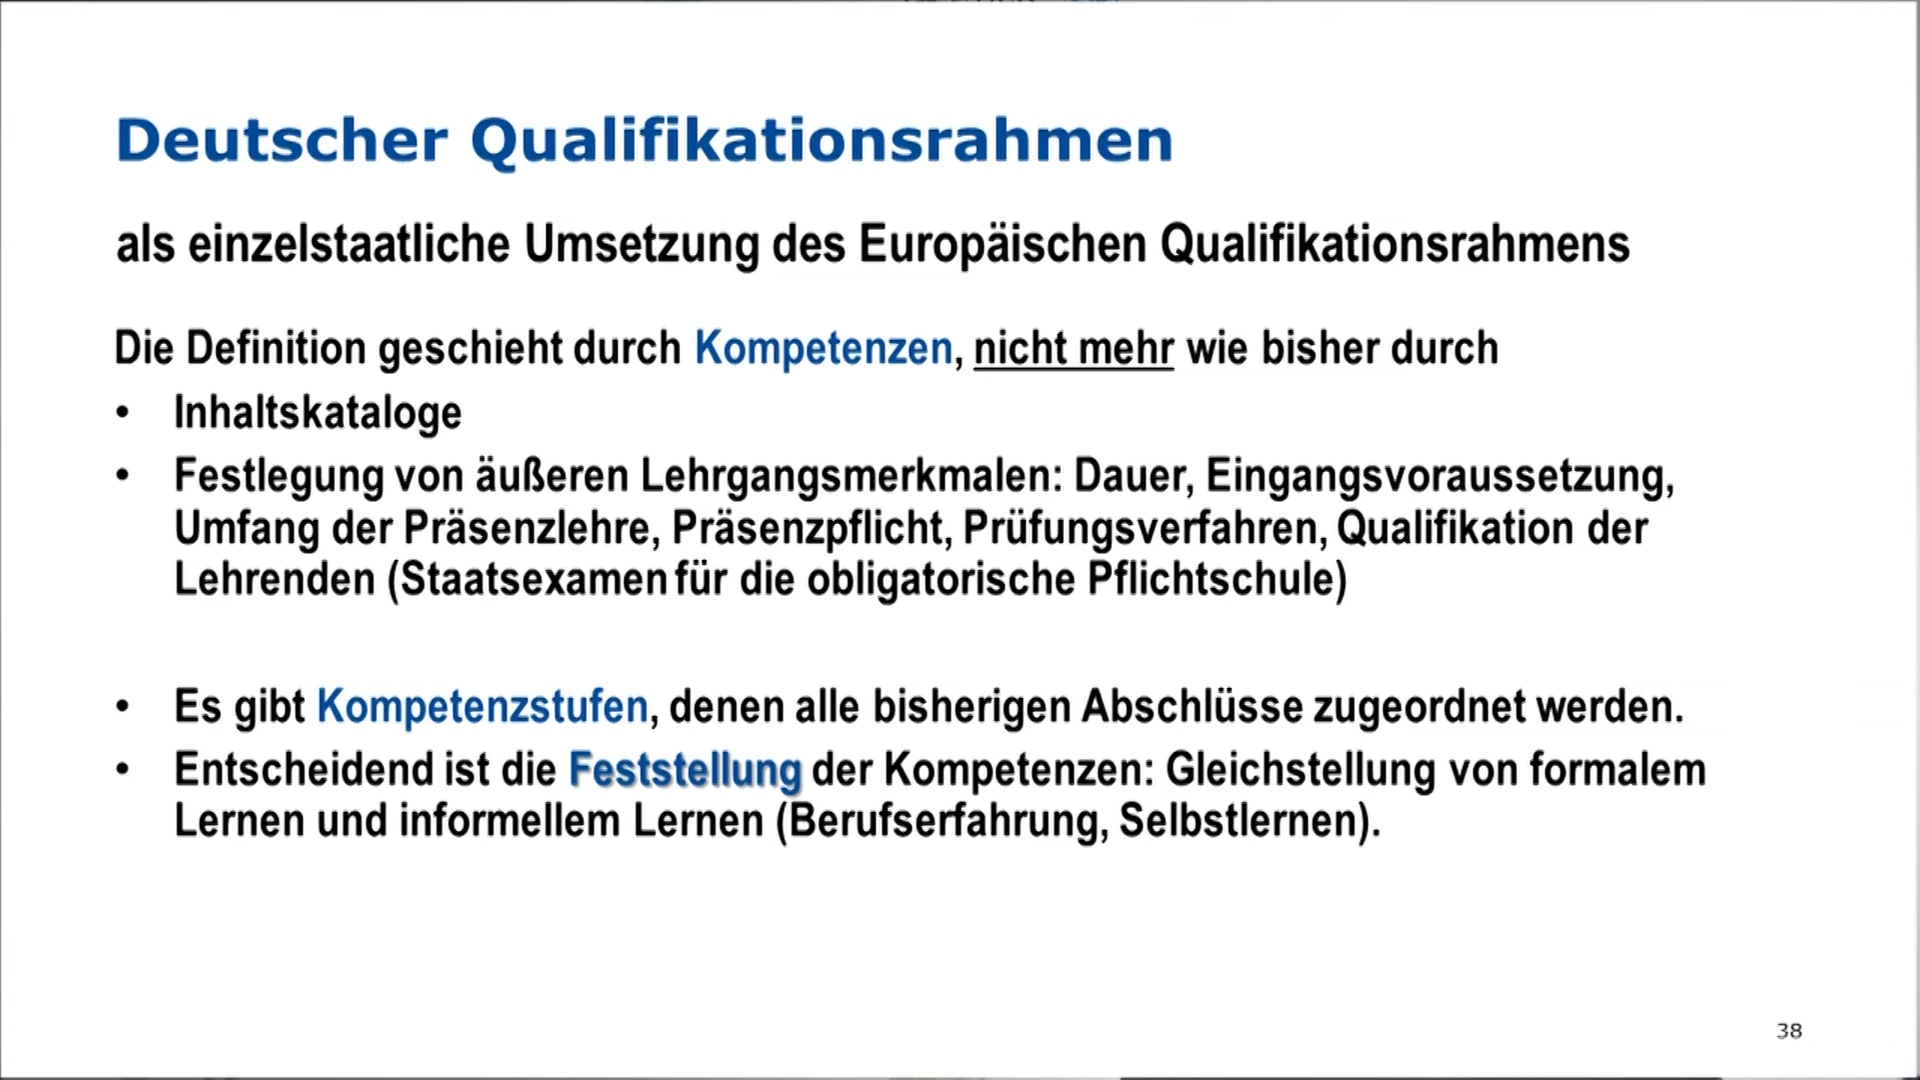 Deutscher Qualifikationsrahmen
als einzelstaatliche Umsetzung des Europäischen Qualifikationsrahmens
Die Definition geschieht durch Kompetenzen, nicht mehr wie bisher durch
• Inhaltskataloge
• Festlegung von äußeren Lehrgangsmerkmalen: Dauer, Eingangsvoraussetzung,
Umfang der Präsenzlehre, Präsenzpflicht, Prüfungsverfahren, Qualifikation der
Lehrenden (Staatsexamen für die obligatorische Pflichtschule)
• Es gibt Kompetenzstufen, denen alle bisherigen Abschlüsse zugeordnet werden.
• Entscheidend ist die Feststellung der Kompetenzen: Gleichstellung von formalem
Lernen und informellem Lernen (Berufserfahrung, Selbstlernen).
38